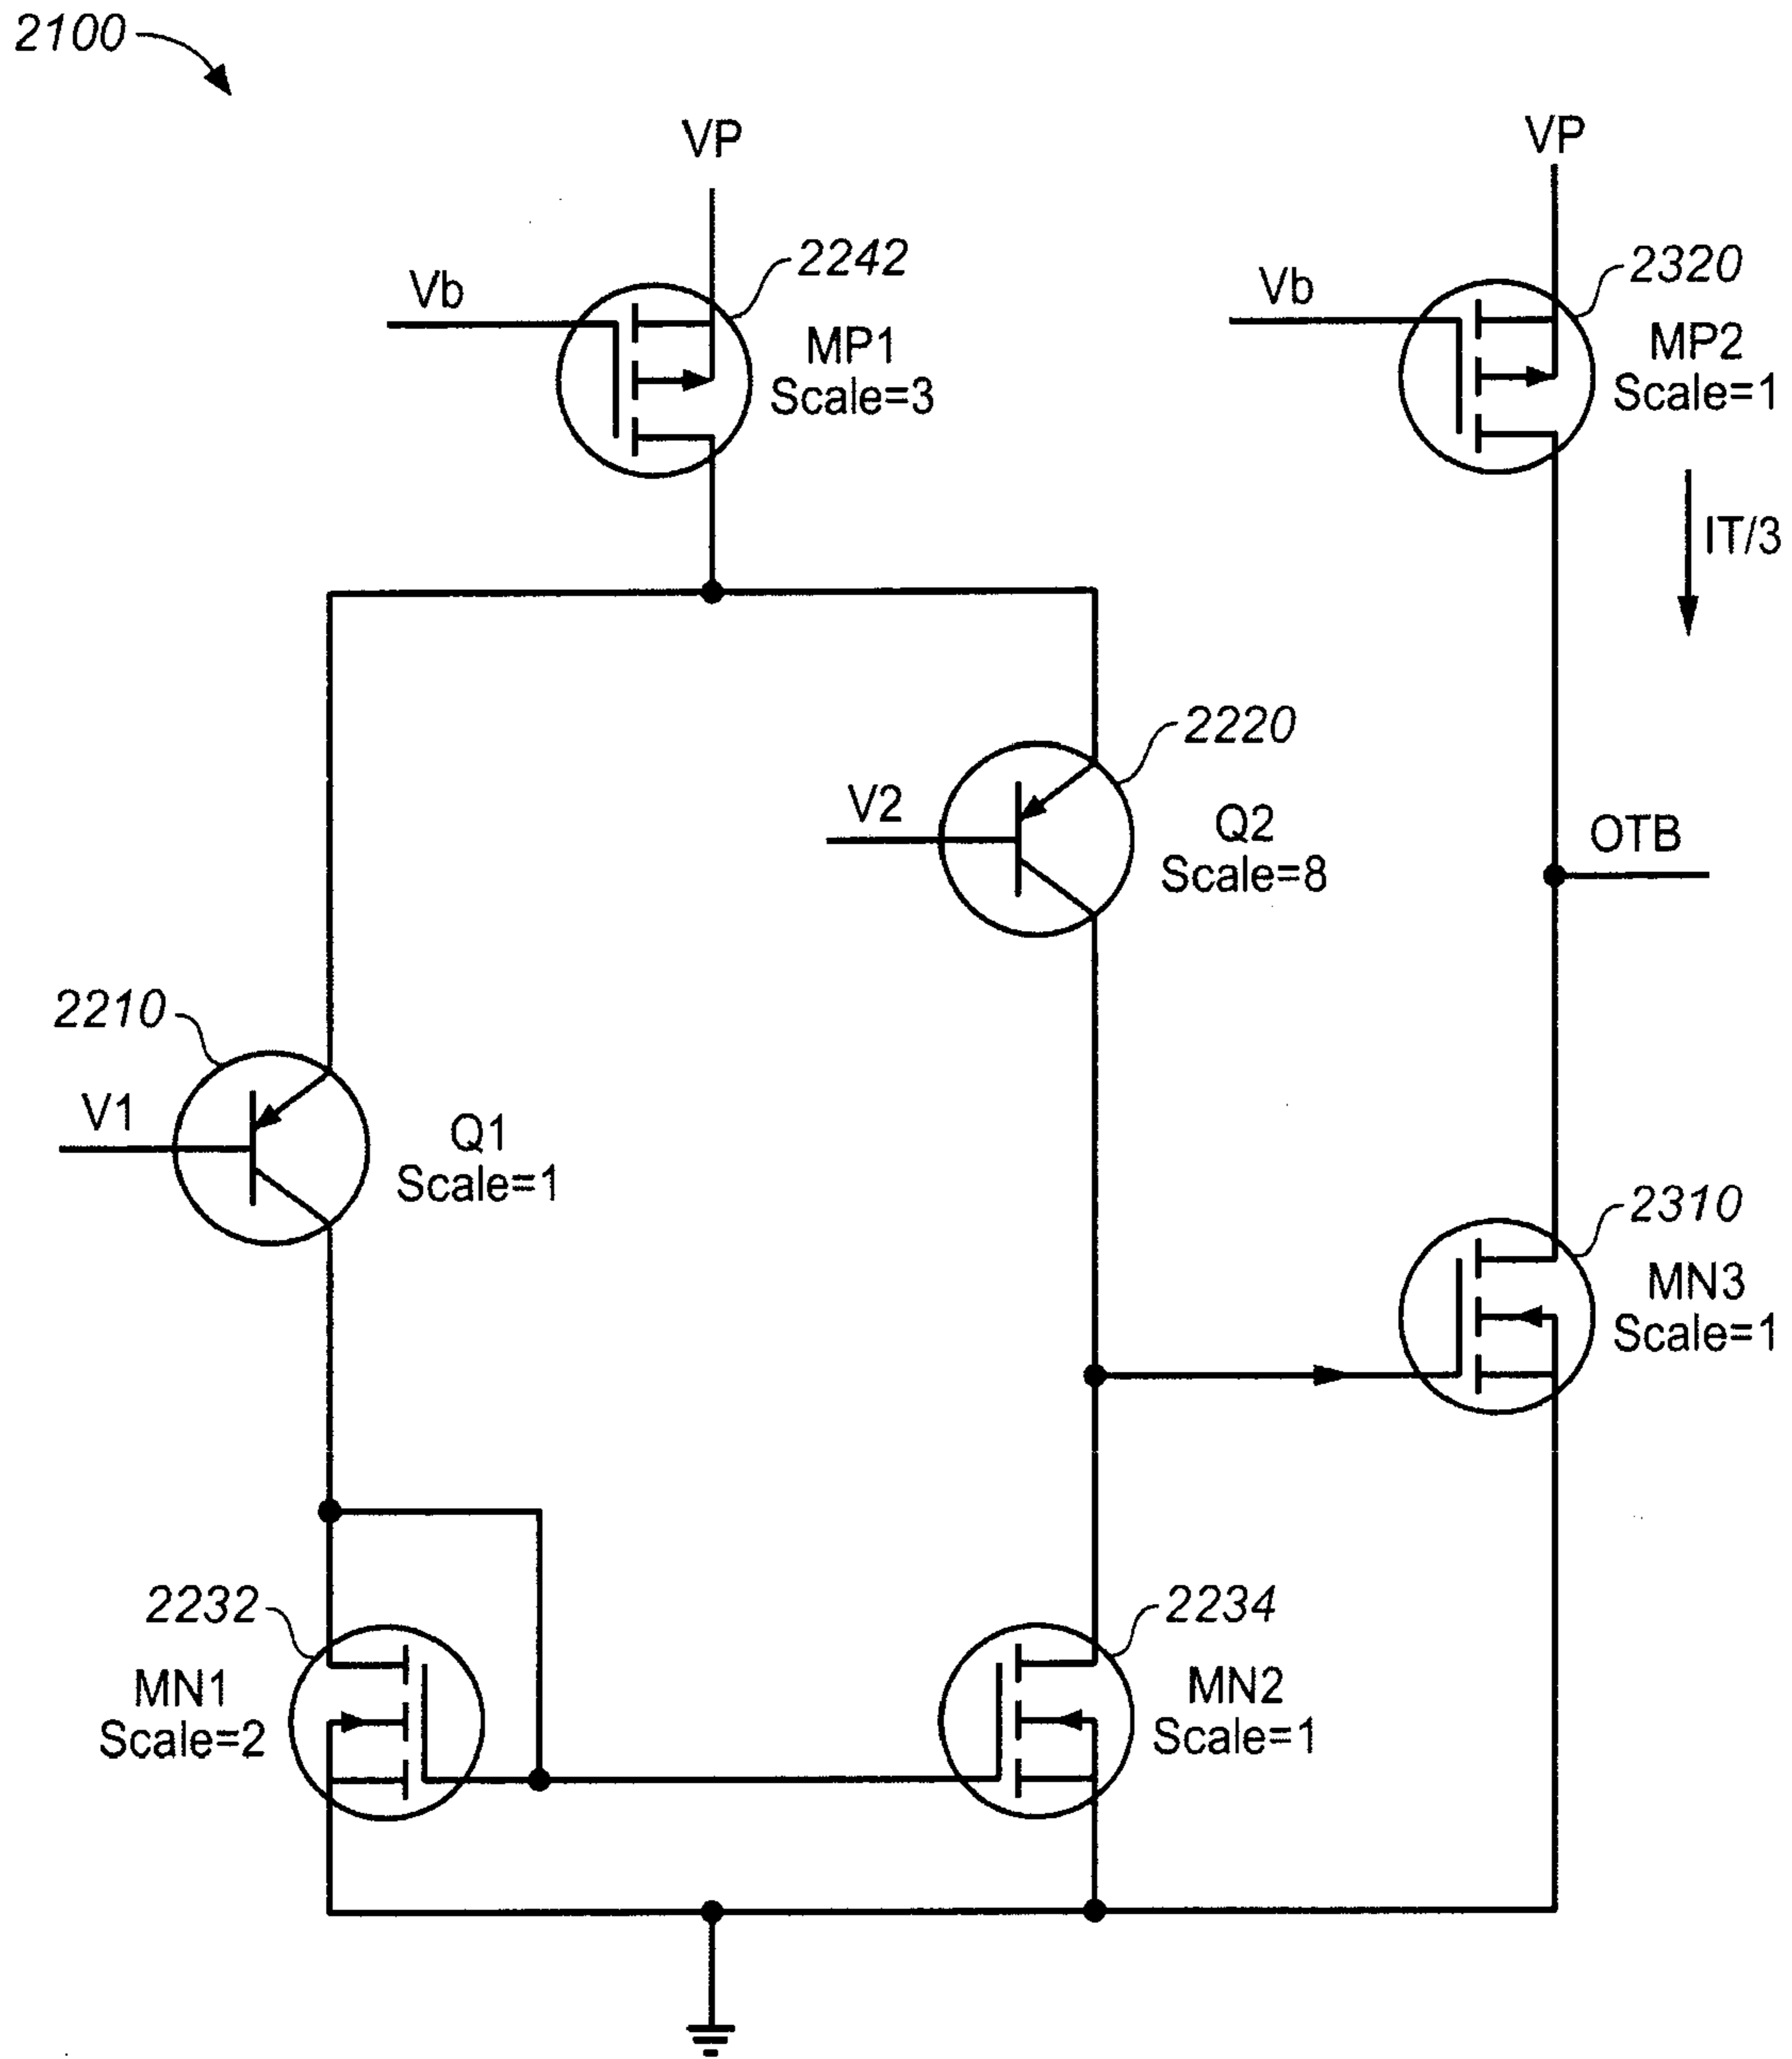 2100
VP
VP
2242
2320
Vb
Vb
MP1
Scale=3
MP2
Scale=1
IT/3
2220
V2
Q2
Scale=8
OTB
2210
V1
Q1
Scale=1
2310
MN3
Scale=1
2232
2234
MN1
Scale=2
MN2
Scale=1